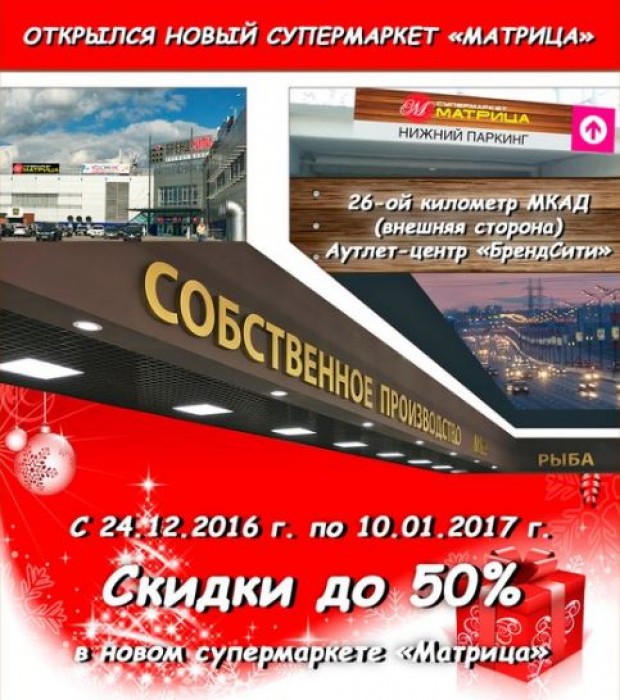 ОТКРЫЛСЯ НОВЫЙ СУПЕРМАРКЕТ «МАТРИЦА»
СУПЕРМАРКЕТ
МАТРИЦА
НИЖНИЙ ПАРКИНГ
МАТРИЦА
26-ой километр МКАД
(внешняя сторона)
Аутлет-центр «БрендСити»
СОБСТВЕННОЕ ПРОИЗВОДСТВО
РЫБА
С 24.12.2016 г. по 10.01.2017 г.
Скидки до 50%
в новом супермаркете «Матрица»